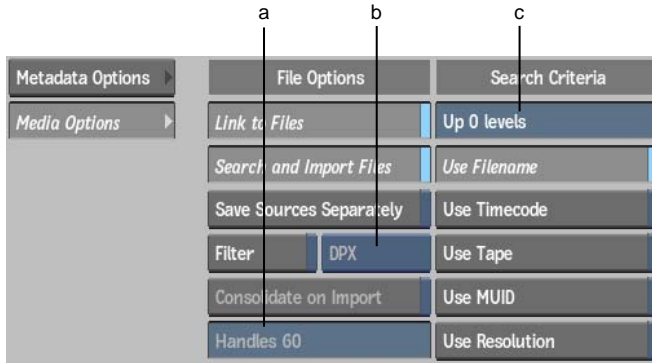 a b c
Metadata Options File Options Search Criteria
Media Options Link to Files Up 0 levels
Search and Import Files Use Filename
Save Sources Separately Use Timecode
Filter DPX Use Tape
Consolidate on Import Use MUID
Handles 60 Use Resolution